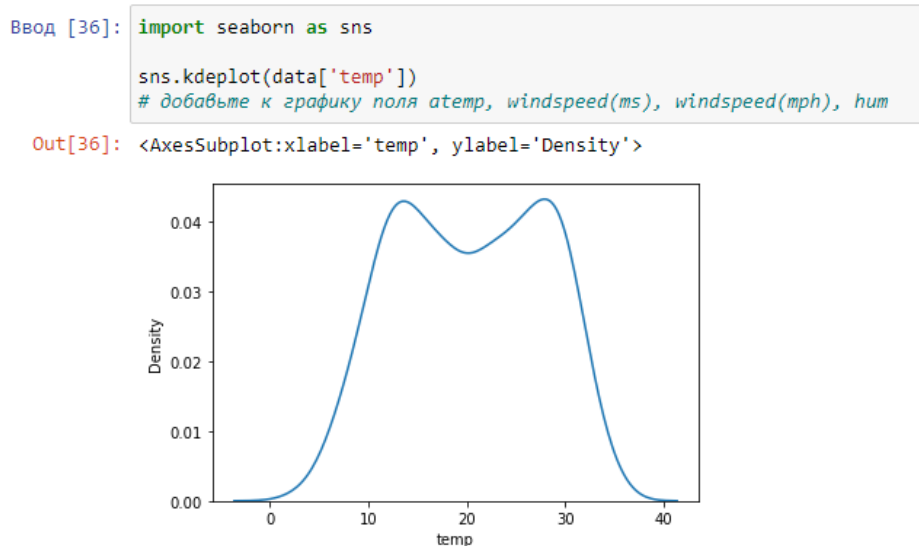 Ввод [36]: import seaborn as sns
sns.kdeplot(data['temp'])
# добавьте к графику поля atemp, windspeed(ms), windspeed(mph), hum
Out[36]: <AxesSubplot:xlabel='temp', ylabel='Density'>
0.04
0.03
0.02
0.01
0.00
Density
0 10 20 30 40
temp